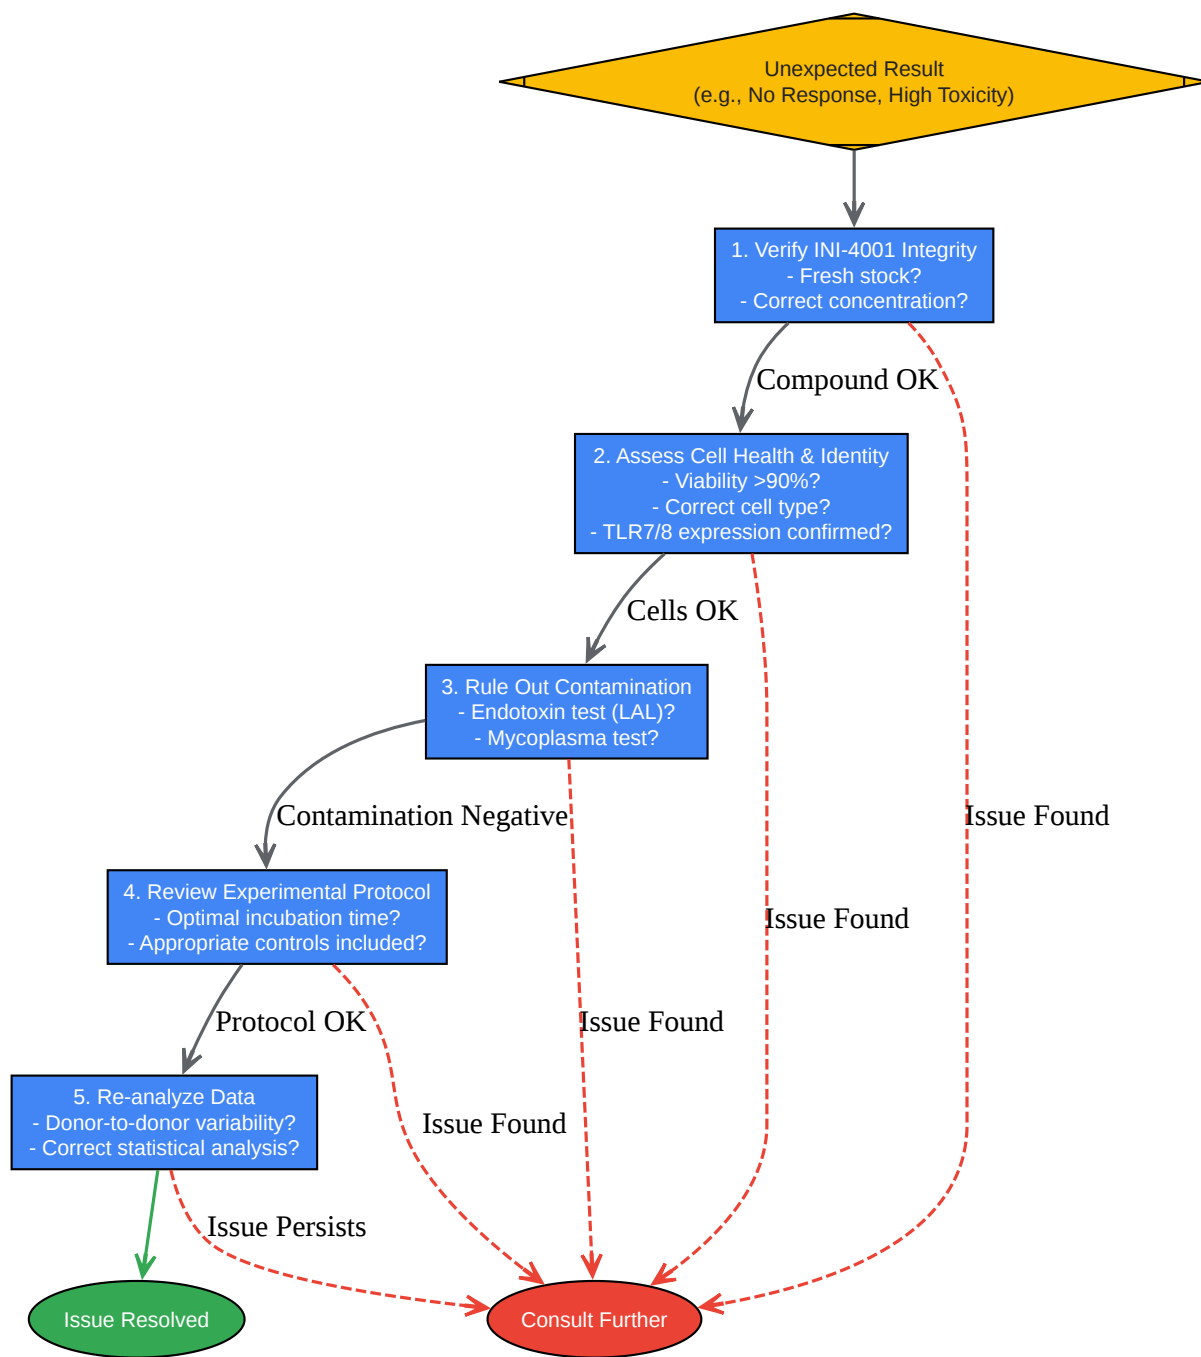 Unexpected Result
(e.g., No Response, High Toxicity)
1. Verify INI-4001 Integrity
- Fresh stock?
- Correct concentration?
Compound OK
2. Assess Cell Health & Identity
- Viability >90%?
- Correct cell type?
- TLR7/8 expression confirmed?
Cells OK
3. Rule Out Contamination
- Endotoxin test (LAL)?
- Mycoplasma test?
Contamination Negative
Issue Found
4. Review Experimental Protocol
- Optimal incubation time?
- Appropriate controls included?
Issue Found
Protocol OK
Issue Found
5. Re-analyze Data
- Donor-to-donor variability?
- Correct statistical analysis?
Issue Found
Issue Persists
Issue Resolved
Consult Further